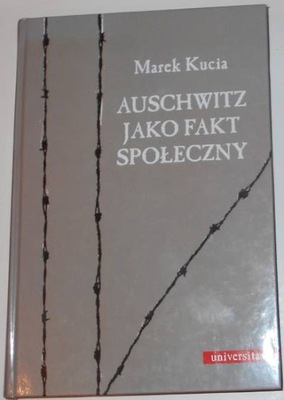 Marek Kucia
AUSCHWITZ
JAKO FAKT
SPOŁECZNY
universitas